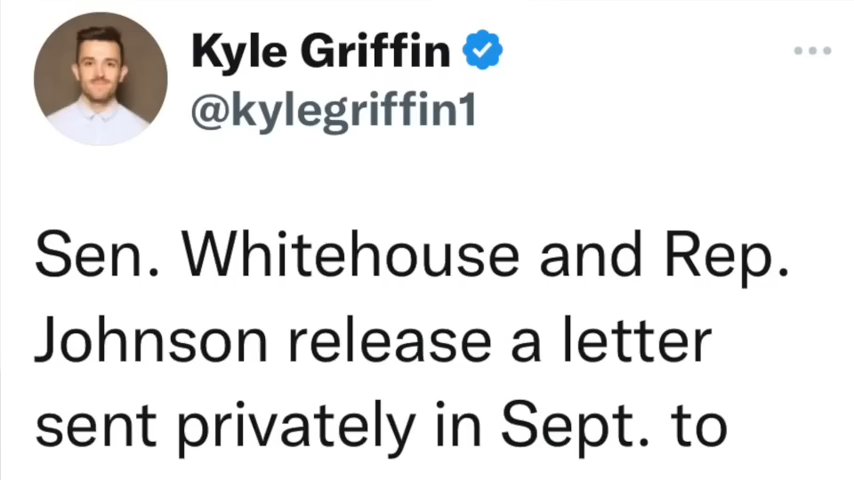 Kyle Griffin
@kylegriffin1
Sen. Whitehouse and Rep.
Johnson release a letter
sent privately in Sept. to